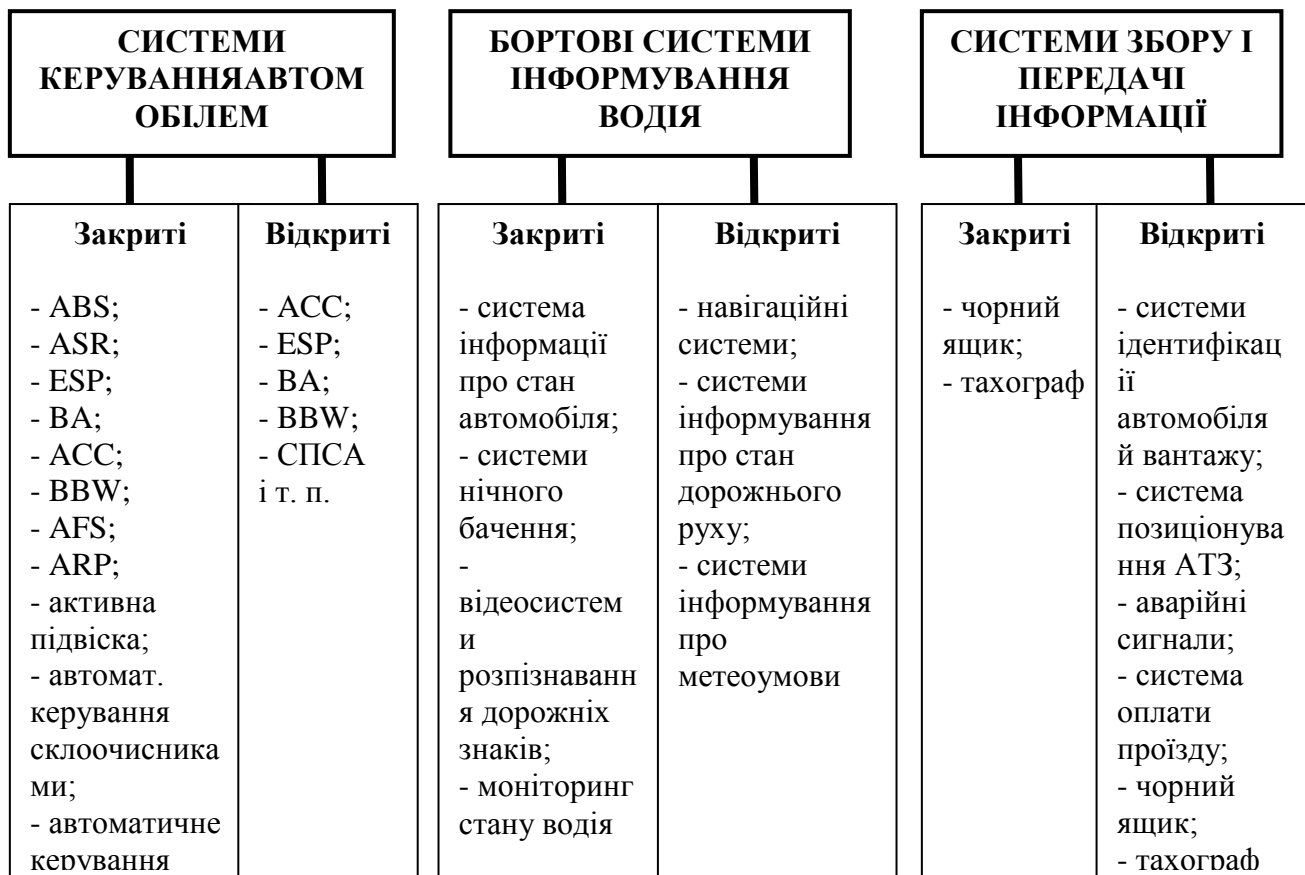 СИСТЕМИ
КЕРУВАННЯАВТОМ
ОБІЛЕМ
Закриті
- ABS;
- ASR;
- ESP;
- BA;
- ACC;
- BBW;
- AFS;
- ARP;
- активна
підвіска;
- автомат.
керування
склоочисника
ми;
- автоматичне
керування
Відкриті
- ACC;
- ESP;
- BA;
- BBW;
- СПСА
і т. п.
БОРТОВІ СИСТЕМИ
ІНФОРМУВАННЯ
ВОДІЯ
Закриті
- система
інформації
про стан
автомобіля;
- системи
нічного
бачення;
-
відеосистем
и
розпізнаванн
я дорожніх
знаків;
- моніторинг
стану водія
Відкриті
- навігаційні
системи;
- системи
інформування
про стан
дорожнього
руху;
- системи
інформування
про
метеоумови
СИСТЕМИ ЗБОРУ І
ПЕРЕДАЧІ
ІНФОРМАЦІЇ
Закриті
- чорний
ящик;
- тахограф
Відкриті
- системи
ідентифікац
ії
автомобіля
й вантажу;
- система
позиціонува
ння АТЗ;
- аварійні
сигнали;
- система
оплати
проїзду;
- чорний
ящик;
- тахограф